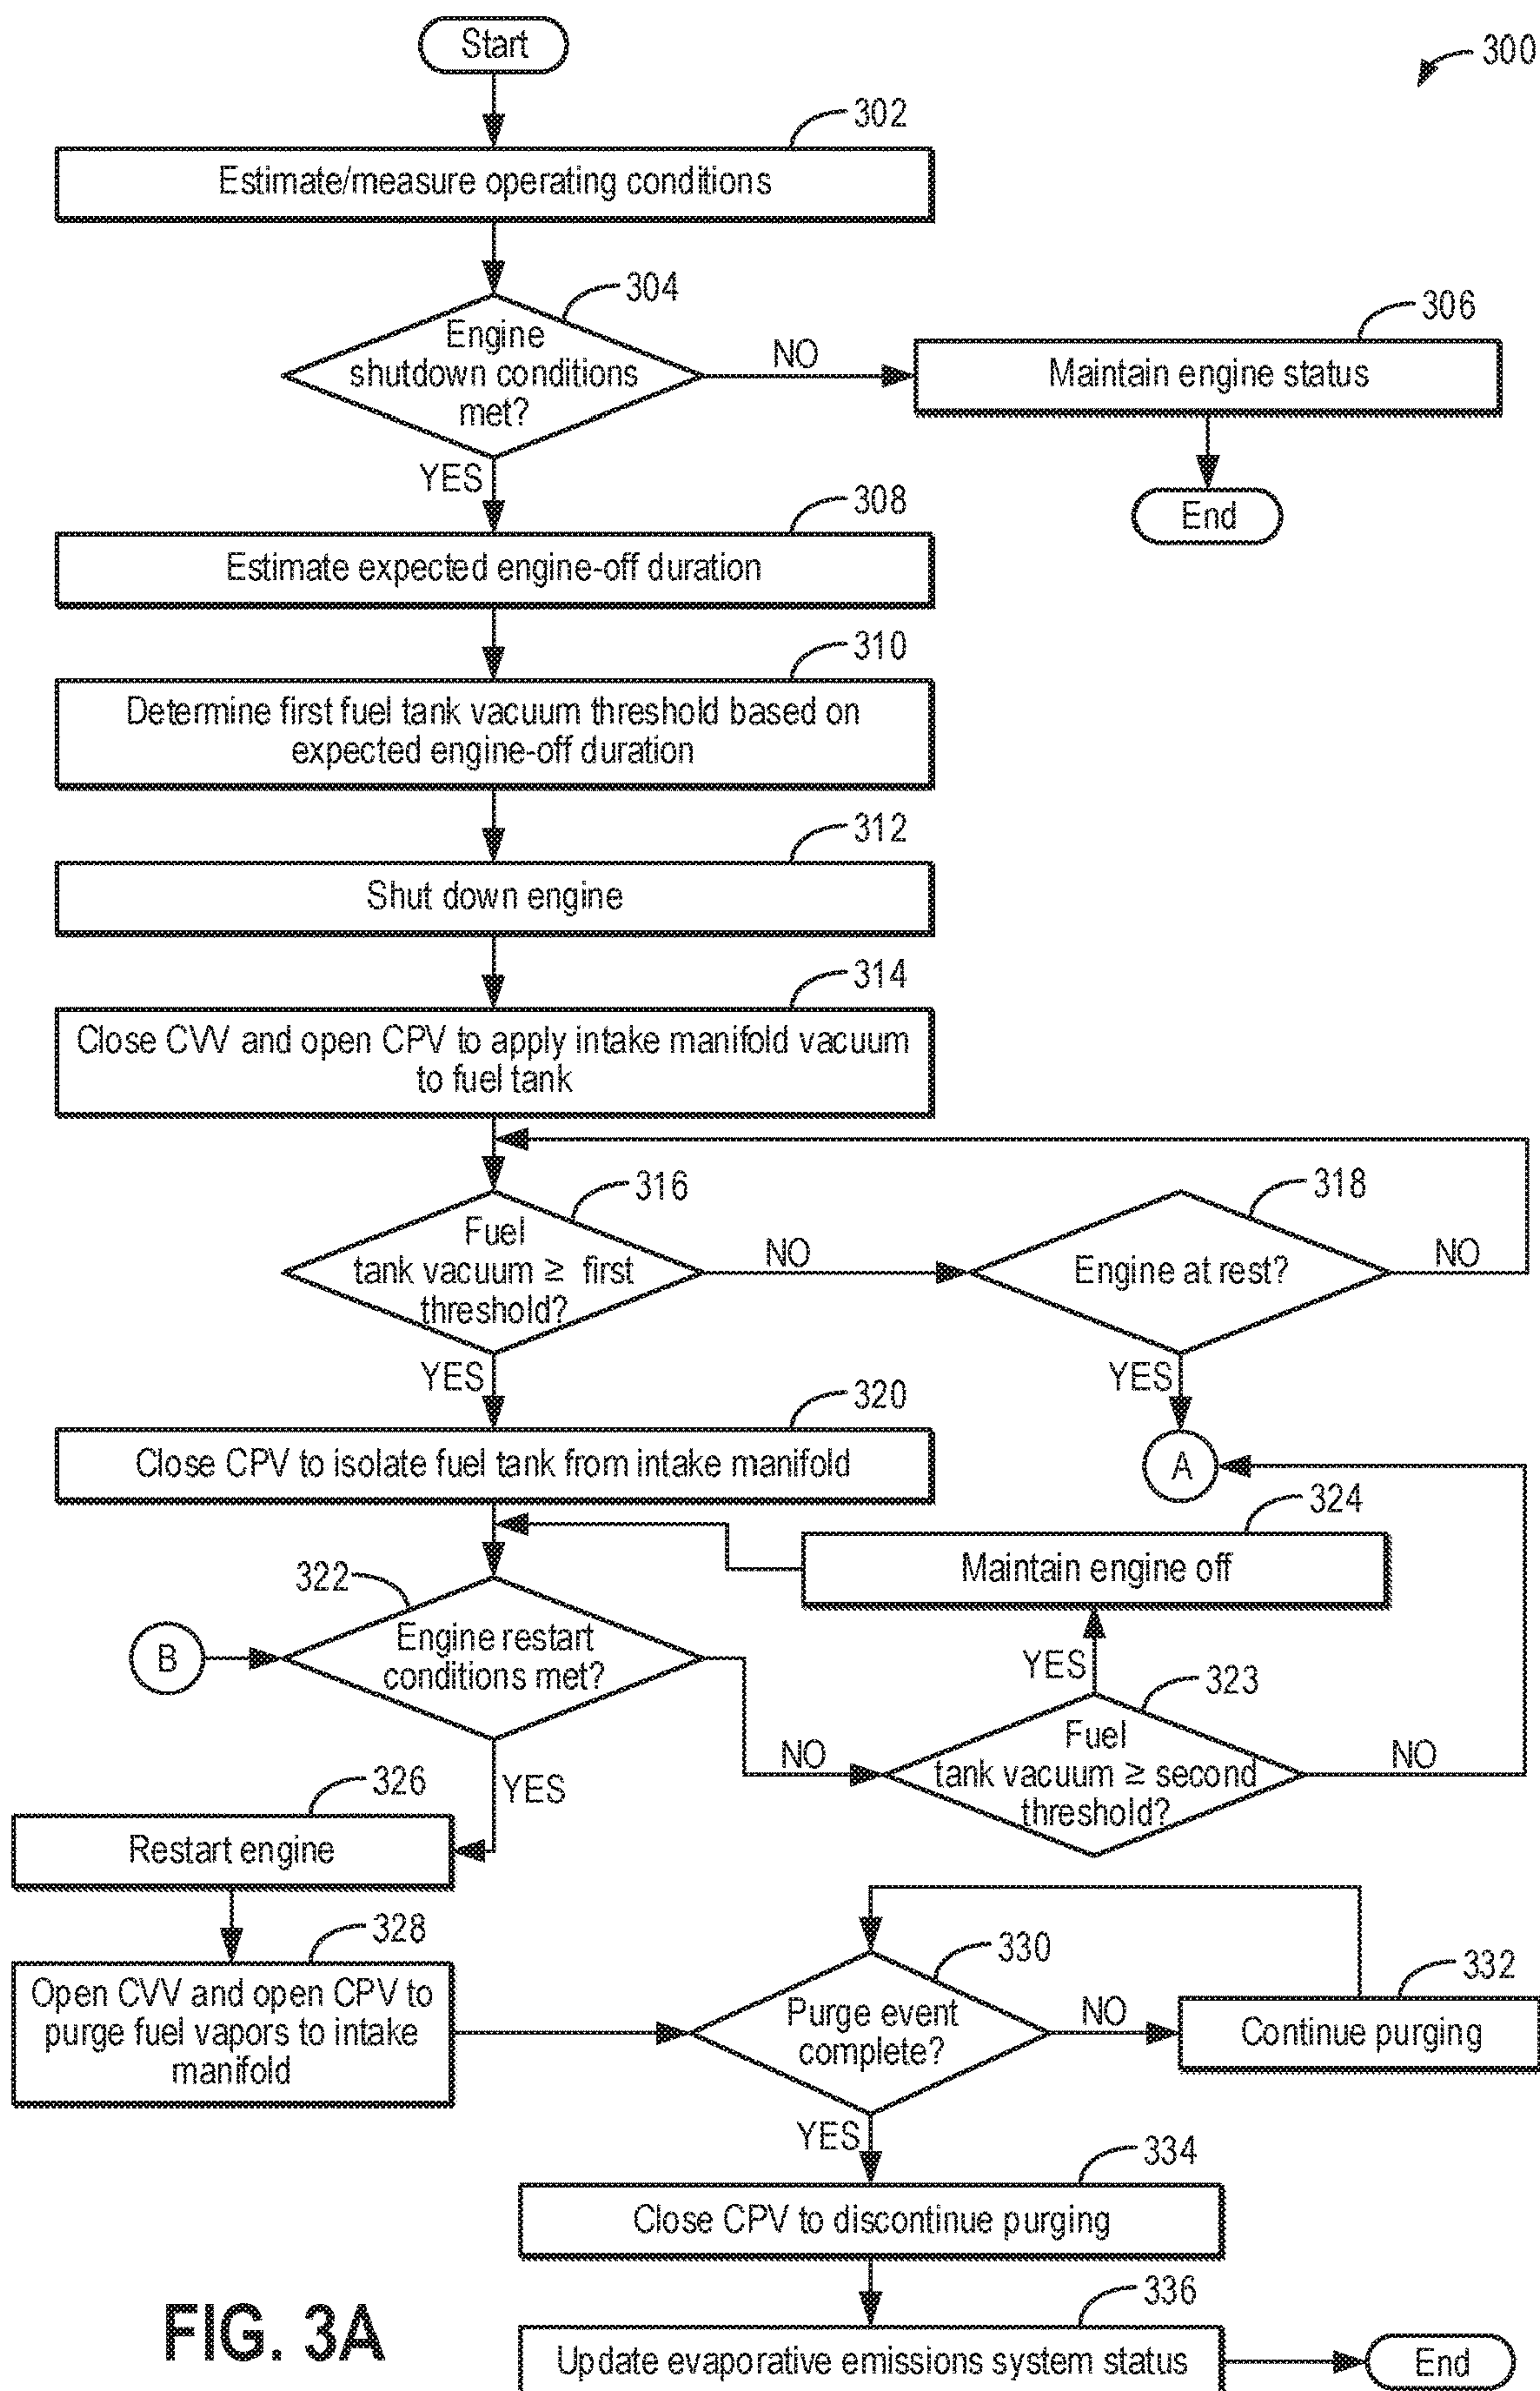 Start
300
302
Estimate/measure operating conditions
304
Engine
shutdown conditions
met?
NO
306
Maintain engine status
End
YES
308
Estimate expected engine-off duration
310
Determine first fuel tank vacuum threshold based on
expected engine-off duration
312
Shut down engine
314
Close CVV and open CPV to apply intake manifold vacuum
to fuel tank
316
Fuel
tank vacuum ≥ first
threshold?
NO
318
Engine at rest?
NO
YES
YES
320
Close CPV to isolate fuel tank from intake manifold
A
324
Maintain engine off
322
Engine restart
conditions met?
B
YES
323
Fuel
tank vacuum ≥ second
threshold?
NO
NO
YES
326
Restart engine
328
Open CVV and open CPV to
purge fuel vapors to intake
manifold
330
Purge event
complete?
NO
332
Continue purging
YES
334
Close CPV to discontinue purging
336
Update evaporative emissions system status
End
FIG. 3A